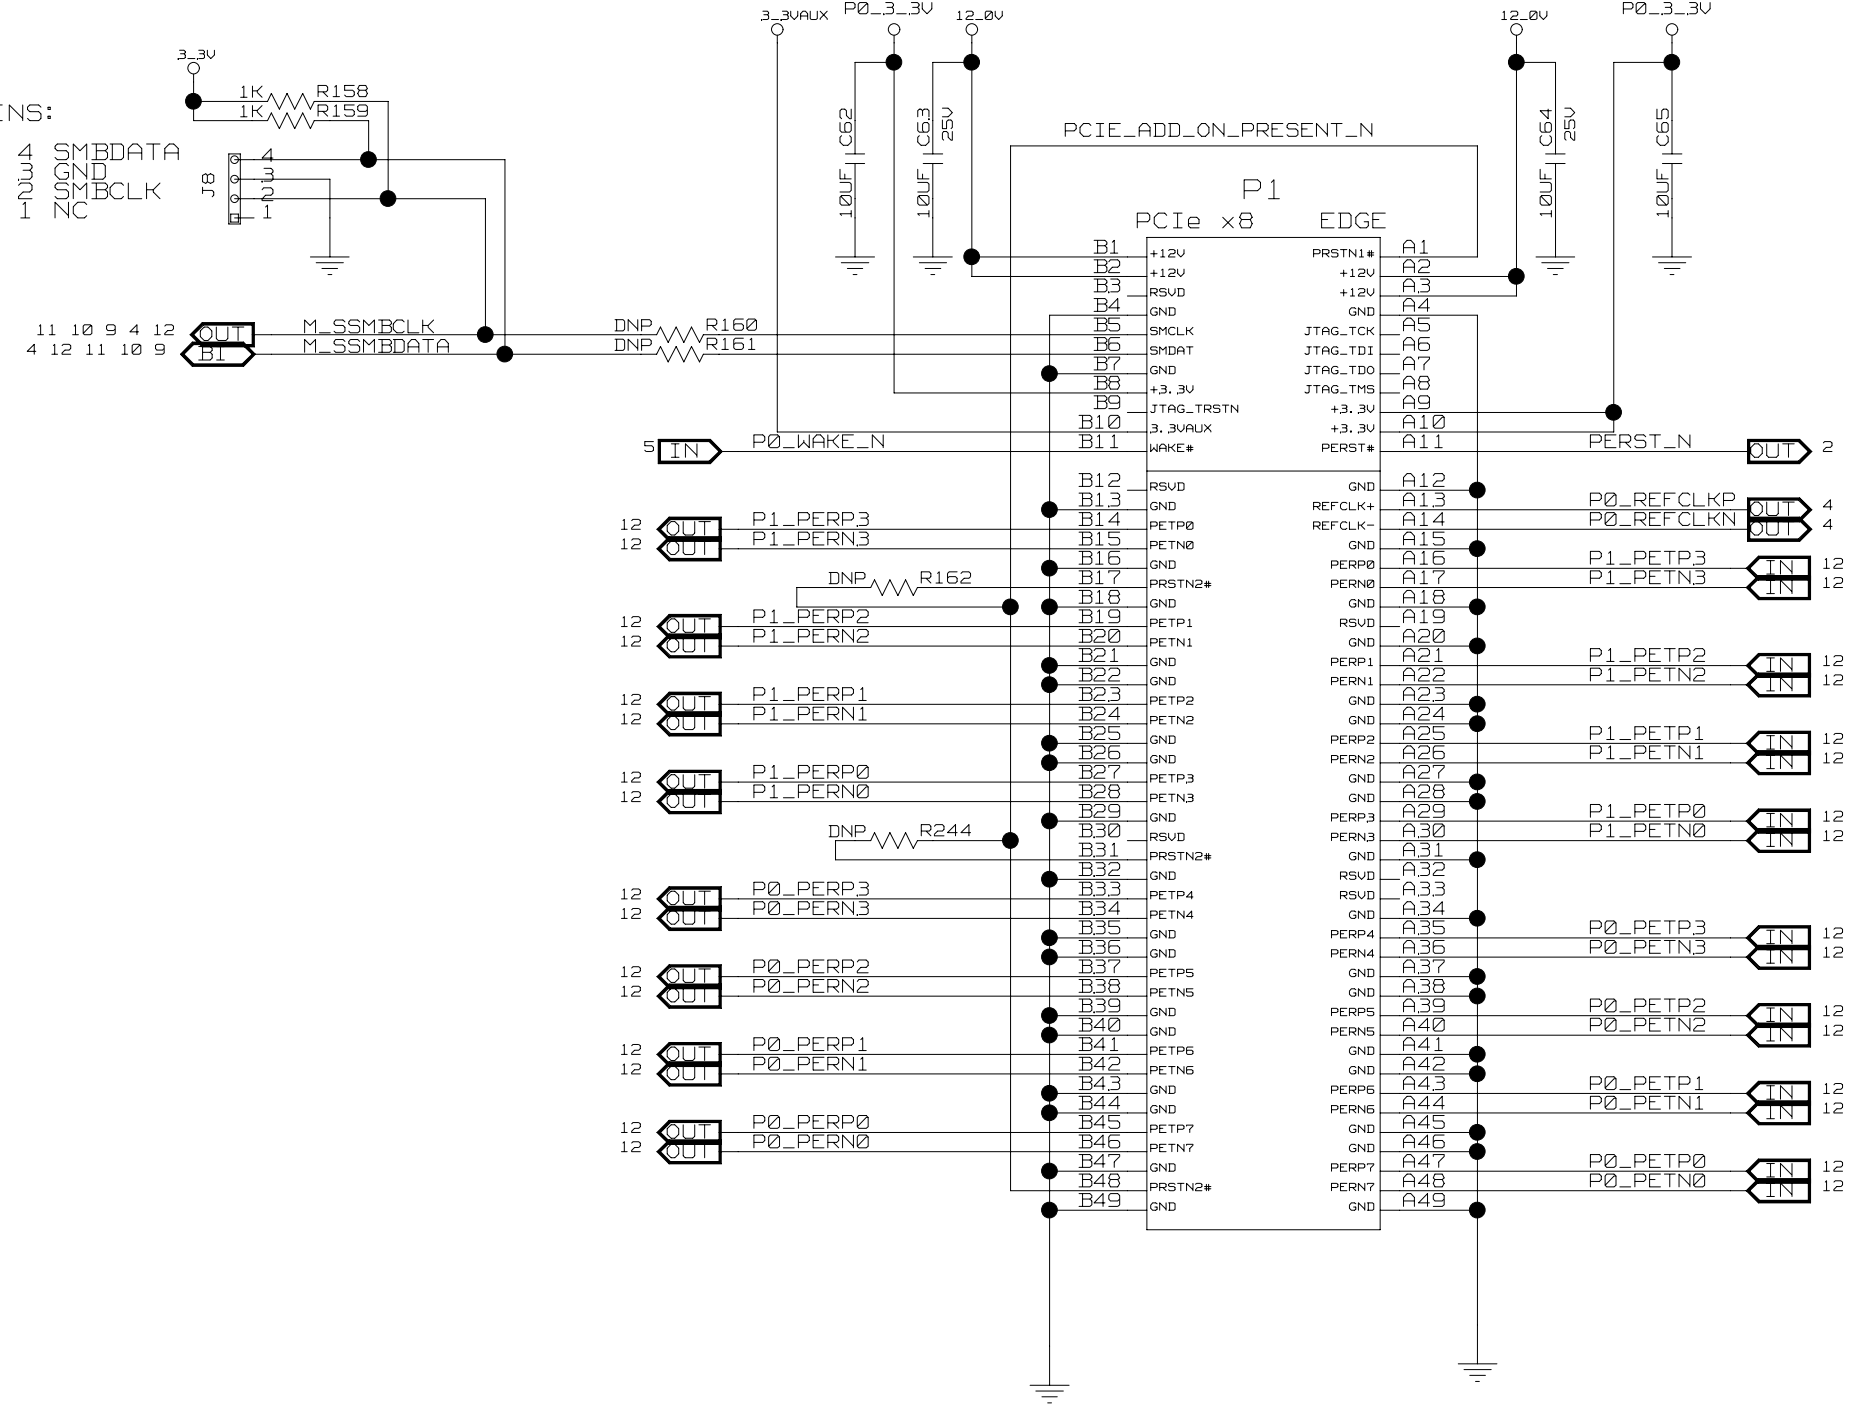 3_3VAUX P0_3_3V 12_0V 12_0V P0_3_3V
3_3V
1K R158
1K R159
INS:
4 SMBDATA
3 GND
2 SMBCLK
1 NC
J8
4
3
2
1
C62 10UF
C63 25V 10UF
C64 25V 10UF
C65 10UF
PCIE_ADD_ON_PRESENT_N
P1
PCIe x8 EDGE
B1 +12V PRSTN1# A1
B2 +12V +12V A2
B3 RSVD +12V A3
B4 GND GND A4
11 10 9 4 12 OUT M_SSMBCLK DNP R160 B5 SMCLK JTAG_TCK A5
4 12 11 10 9 BI M_SSMBDATA DNP R161 B6 SMDAT JTAG_TDI A6
B7 GND JTAG_TDO A7
B8 +3.3V JTAG_TMS A8
B9 JTAG_TRSTN +3.3V A9
B10 3.3VAUX +3.3V A10
5 IN P0_WAKE_N B11 WAKE# PERST# A11 PERST_N OUT 2
B12 RSVD GND A12
B13 GND REFCLK+ A13 P0_REFCLKP OUT 4
12 OUT P1_PERP3 B14 PETP0 REFCLK- A14 P0_REFCLKN OUT 4
12 OUT P1_PERN3 B15 PETN0 GND A15
B16 GND PERP0 A16 P1_PETP3 IN 12
DNP R162 B17 PRSTN2# PERN0 A17 P1_PETN3 IN 12
B18 GND GND A18
12 OUT P1_PERP2 B19 PETP1 RSVD A19
12 OUT P1_PERN2 B20 PETN1 GND A20
B21 GND PERP1 A21 P1_PETP2 IN 12
B22 GND PERN1 A22 P1_PETN2 IN 12
12 OUT P1_PERP1 B23 PETP2 GND A23
12 OUT P1_PERN1 B24 PETN2 GND A24
B25 GND PERP2 A25 P1_PETP1 IN 12
B26 GND PERN2 A26 P1_PETN1 IN 12
12 OUT P1_PERP0 B27 PETP3 GND A27
12 OUT P1_PERN0 B28 PETN3 GND A28
B29 GND PERP3 A29 P1_PETP0 IN 12
DNP R244 B30 RSVD PERN3 A30 P1_PETN0 IN 12
B31 PRSTN2# GND A31
B32 GND RSVD A32
12 OUT P0_PERP3 B33 PETP4 RSVD A33
12 OUT P0_PERN3 B34 PETN4 GND A34
B35 GND PERP4 A35 P0_PETP3 IN 12
B36 GND PERN4 A36 P0_PETN3 IN 12
12 OUT P0_PERP2 B37 PETP5 GND A37
12 OUT P0_PERN2 B38 PETN5 GND A38
B39 GND PERP5 A39 P0_PETP2 IN 12
B40 GND PERN5 A40 P0_PETN2 IN 12
12 OUT P0_PERP1 B41 PETP6 GND A41
12 OUT P0_PERN1 B42 PETN6 GND A42
B43 GND PERP6 A43 P0_PETP1 IN 12
B44 GND PERN6 A44 P0_PETN1 IN 12
12 OUT P0_PERP0 B45 PETP7 GND A45
12 OUT P0_PERN0 B46 PETN7 GND A46
B47 GND PERP7 A47 P0_PETP0 IN 12
B48 PRSTN2# PERN7 A48 P0_PETN0 IN 12
B49 GND GND A49